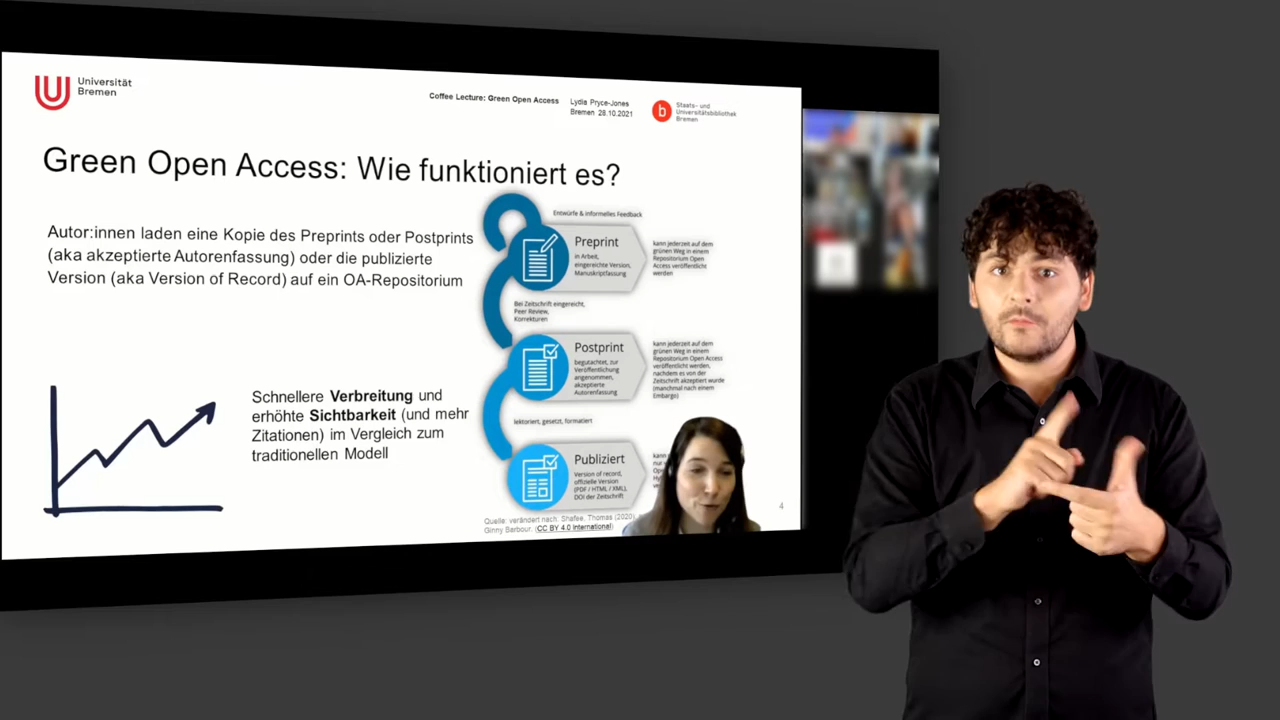 Universität
Bremen
Coffee Lecture: Green Open Access
Lydia Pryce-Jones
Bremen 28.10.2021
b
Staats- und
Universitätsbibliothek
Bremen
Green Open Access: Wie funktioniert es?
Autor:innen laden eine Kopie des Preprints oder Postprints
(aka akzeptierte Autorenfassung) oder die publizierte
Version (aka Version of Record) auf ein OA-Repositorium
Schnellere Verbreitung und
erhöhte Sichtbarkeit (und mehr
Zitationen) im Vergleich zum
traditionellen Modell
Entwürfe & informelles Feedback
Preprint
in Arbeit,
eingereichte Version,
Manuskriptfassung
kann jederzeit auf dem
grünen Weg in einem
Repositorium Open
Access veröffentlicht
werden
Bei Zeitschrift eingereicht,
Peer Review,
Korrekturen
Postprint
begutachtet, zur
Veröffentlichung
angenommen,
akzeptierte
Autorenfassung
kann jederzeit auf dem
grünen Weg in einem
Repositorium Open Access
veröffentlicht werden,
nachdem es von der
Zeitschrift akzeptiert wurde
(manchmal nach einem
Embargo)
lektoriert, gesetzt, formatiert
Publiziert
Version of record,
offizielle Version
(PDF / HTML / XML),
DOI der Zeitschrift
kann
nur
Quelle: verändert nach: Shafee, Thomas (2020)
Ginny Barbour. (CC BY 4.0 International)
4